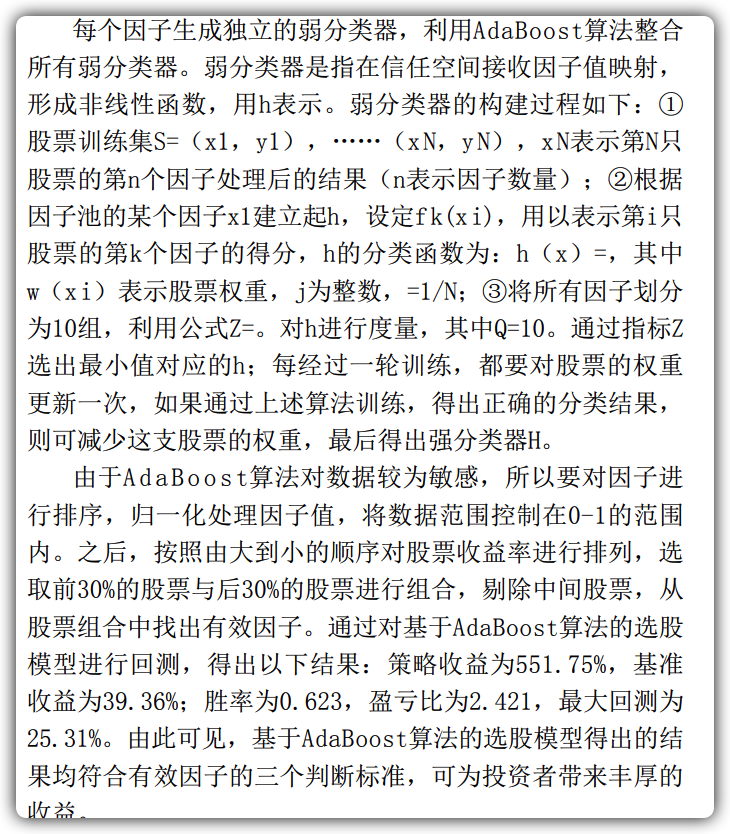 每个因子生成独立的弱分类器，利用AdaBoost算法整合
所有弱分类器。弱分类器是指在信任空间接收因子值映射，
形成非线性函数，用h表示。弱分类器的构建过程如下：①
股票训练集S=（x1，y1），……（xN，yN），xN表示第N只
股票的第n个因子处理后的结果（n表示因子数量）；②根据
因子池的某个因子x1建立起h，设定fk(xi)，用以表示第i只
股票的第k个因子的得分，h的分类函数为：h（x）=，其中
w（xi）表示股票权重，j为整数，=1/N；③将所有因子划分
为10组，利用公式Z=。对h进行度量，其中Q=10。通过指标Z
选出最小值对应的h；每经过一轮训练，都要对股票的权重
更新一次，如果通过上述算法训练，得出正确的分类结果，
则可减少这支股票的权重，最后得出强分类器H。
由于AdaBoost算法对数据较为敏感，所以要对因子进
行排序，归一化处理因子值，将数据范围控制在0-1的范围
内。之后，按照由大到小的顺序对股票收益率进行排列，选
取前30%的股票与后30%的股票进行组合，剔除中间股票，从
股票组合中找出有效因子。通过对基于AdaBoost算法的选股
模型进行回测，得出以下结果：策略收益为551.75%，基准
收益为39.36%；胜率为0.623，盈亏比为2.421，最大回测为
25.31%。由此可见，基于AdaBoost算法的选股模型得出的结
果均符合有效因子的三个判断标准，可为投资者带来丰厚的
收益。